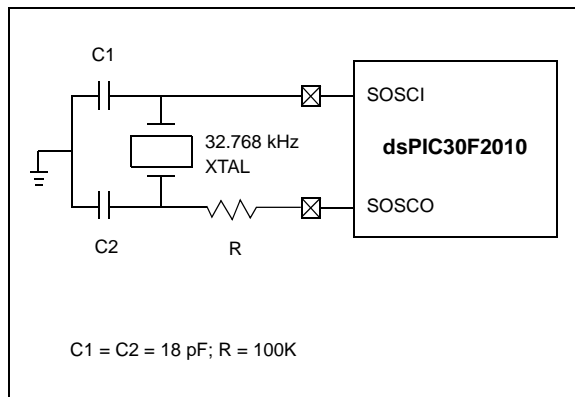 C1
SOSCI
32.768 kHz
XTAL
dsPIC30F2010
SOSCO
C2
R
C1 = C2 = 18 pF; R = 100K